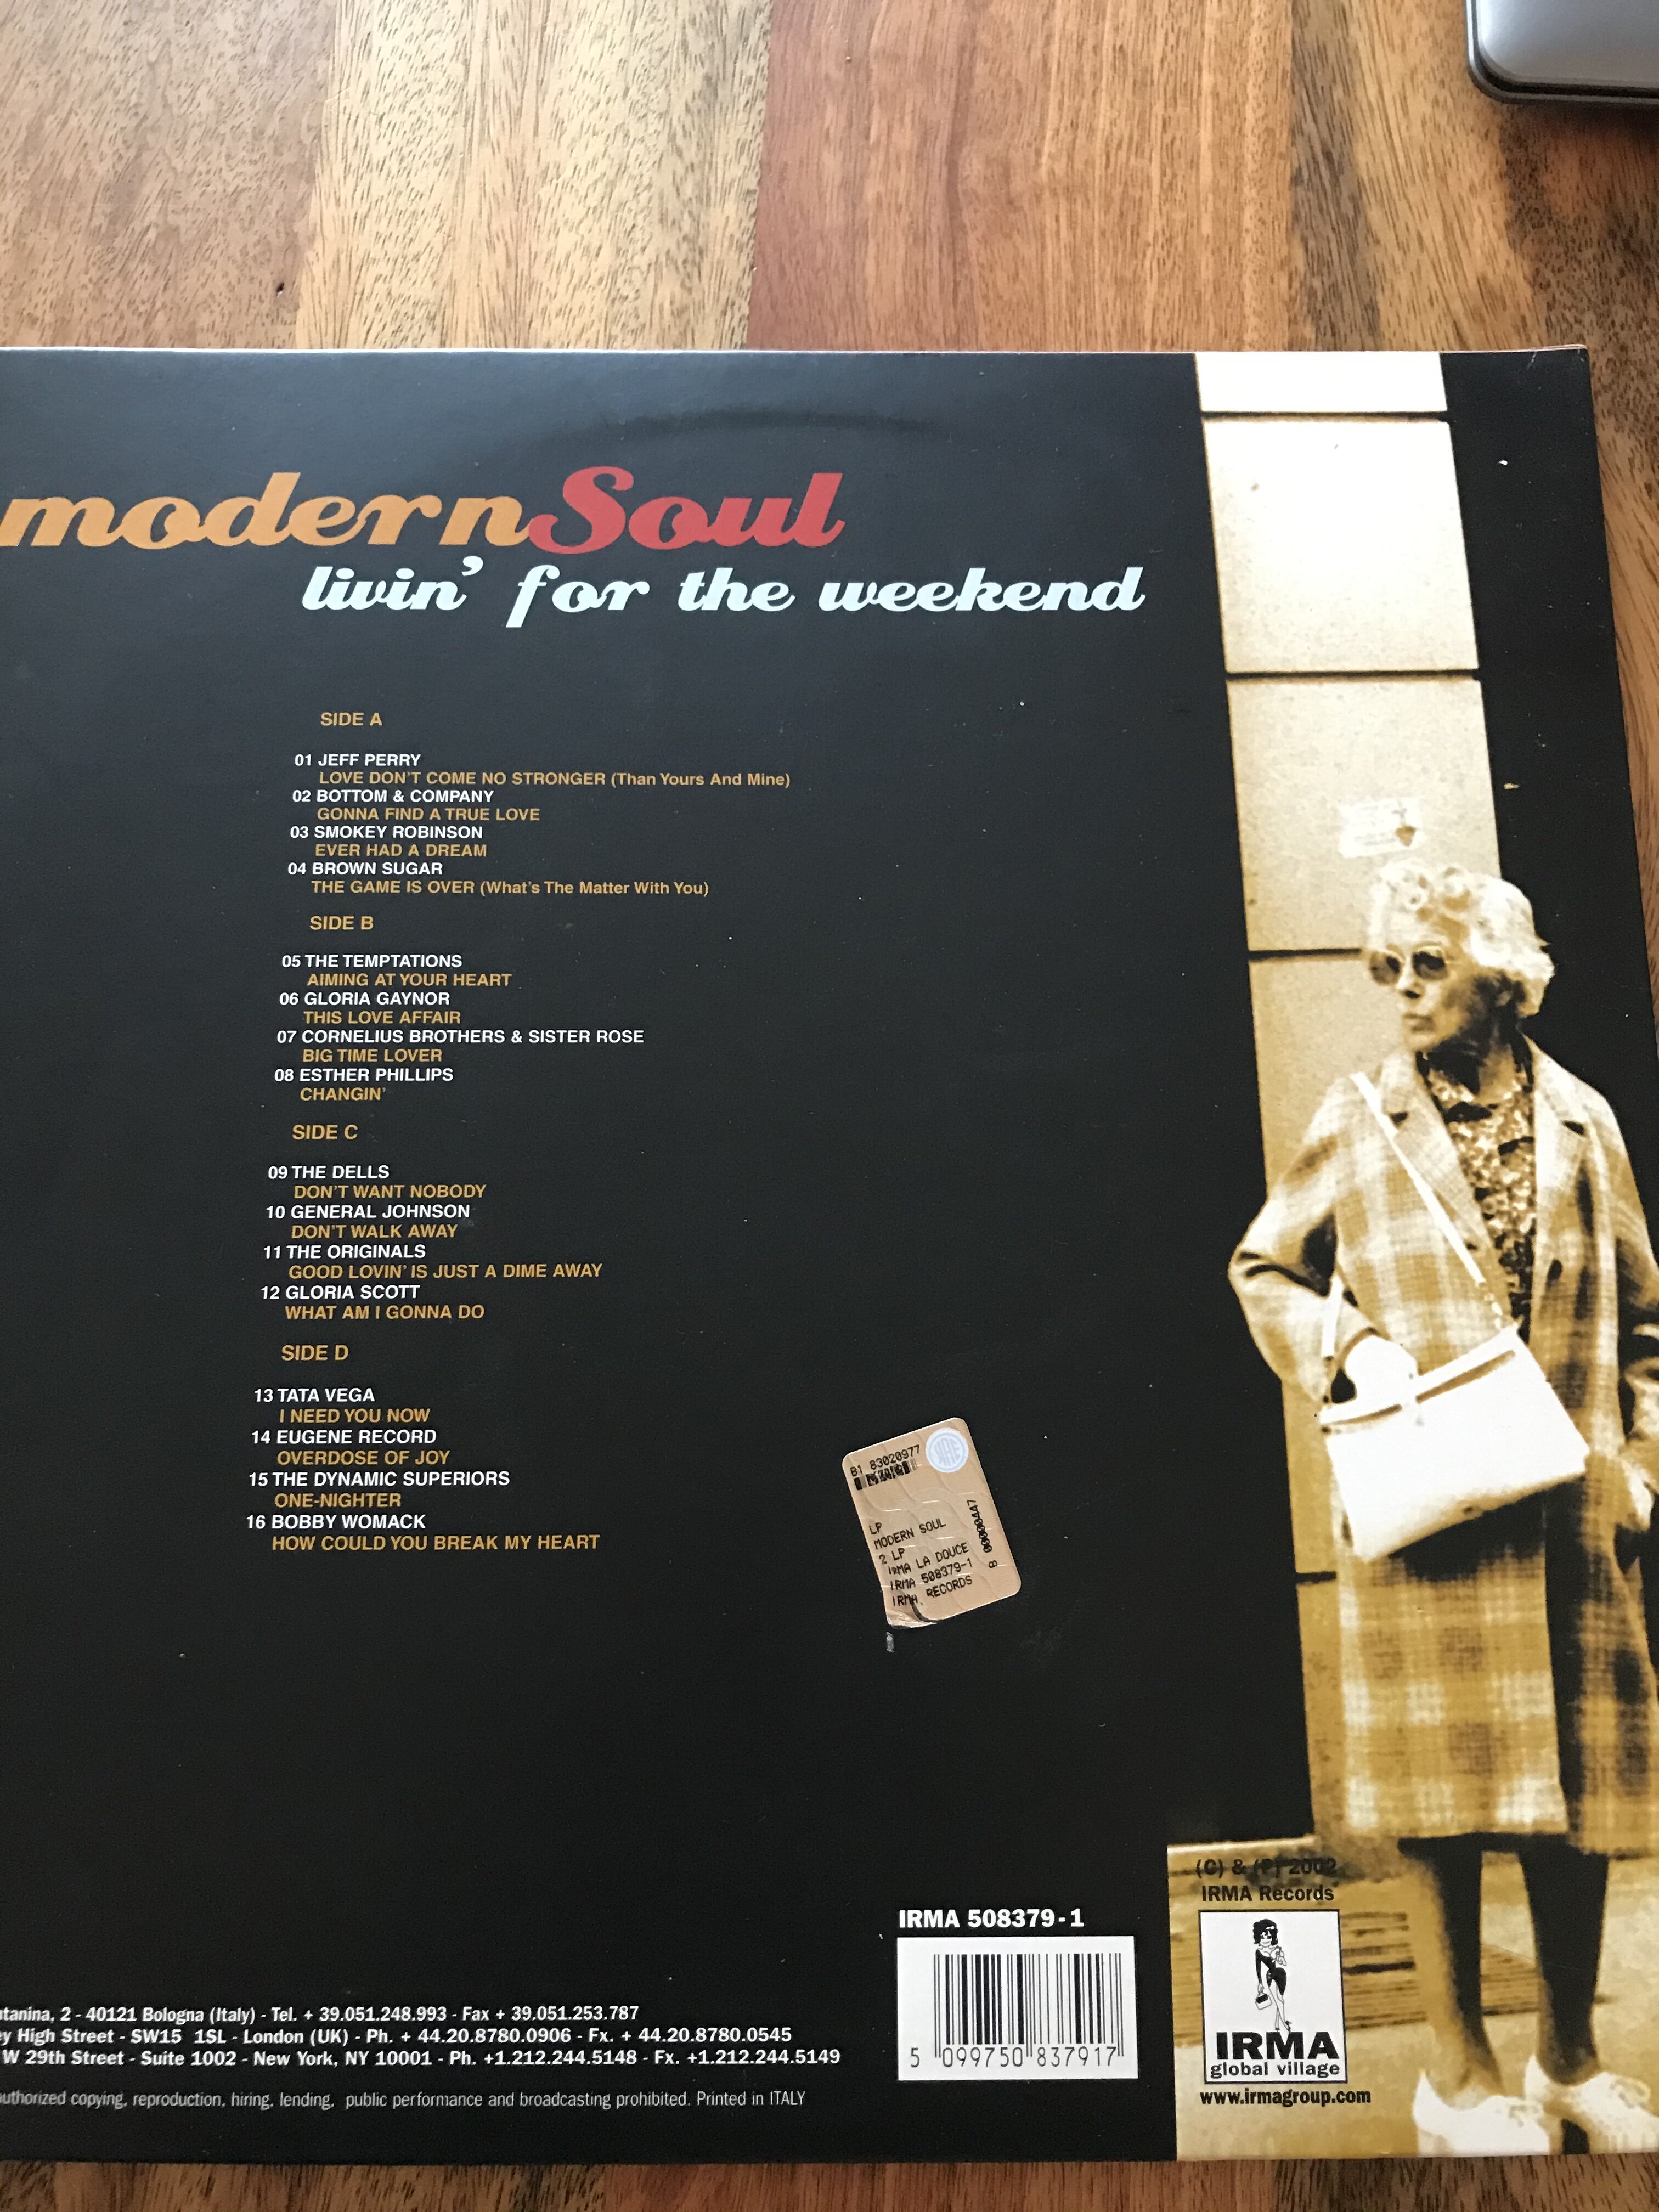 modernSoul
livin' for the weekend
SIDE A
01 JEFF PERRY
LOVE DON'T COME NO STRONGER (Than Yours And Mine)
02 BOTTOM & COMPANY
GONNA FIND A TRUE LOVE
03 SMOKEY ROBINSON
EVER HAD A DREAM
04 BROWN SUGAR
THE GAME IS OVER (What's The Matter With You)
SIDE B
05 THE TEMPTATIONS
AIMING AT YOUR HEART
06 GLORIA GAYNOR
THIS LOVE AFFAIR
07 CORNELIUS BROTHERS & SISTER ROSE
BIG TIME LOVER
08 ESTHER PHILLIPS
CHANGIN'
SIDE C
09 THE DELLS
DON'T WANT NOBODY
10 GENERAL JOHNSON
DON'T WALK AWAY
11 THE ORIGINALS
GOOD LOVIN' IS JUST A DIME AWAY
12 GLORIA SCOTT
WHAT AM I GONNA DO
SIDE D
13 TATA VEGA
I NEED YOU NOW
14 EUGENE RECORD
OVERDOSE OF JOY
15 THE DYNAMIC SUPERIORS
ONE-NIGHTER
16 BOBBY WOMACK
HOW COULD YOU BREAK MY HEART
B1 83020977
LP
MODERN SOUL
2 LP
IRMA LA DOUCE
IRMA 508379-1
IRMA RECORDS
B 00000447
(C) & (P) 2002
IRMA Records
IRMA
global village
www.irmagroup.com
IRMA 508379-1
5 099750 837917
2 - 40121 Bologna (Italy) - Tel. + 39.051.248.993 - Fax + 39.051.253.787
High Street - SW15 1SL - London (UK) - Ph. + 44.20.8780.0906 - Fx. + 44.20.8780.0545
W 29th Street - Suite 1002 - New York, NY 10001 - Ph. +1.212.244.5148 - Fx. +1.212.244.5149
copying, reproduction, hiring, lending, public performance and broadcasting prohibited. Printed in ITALY